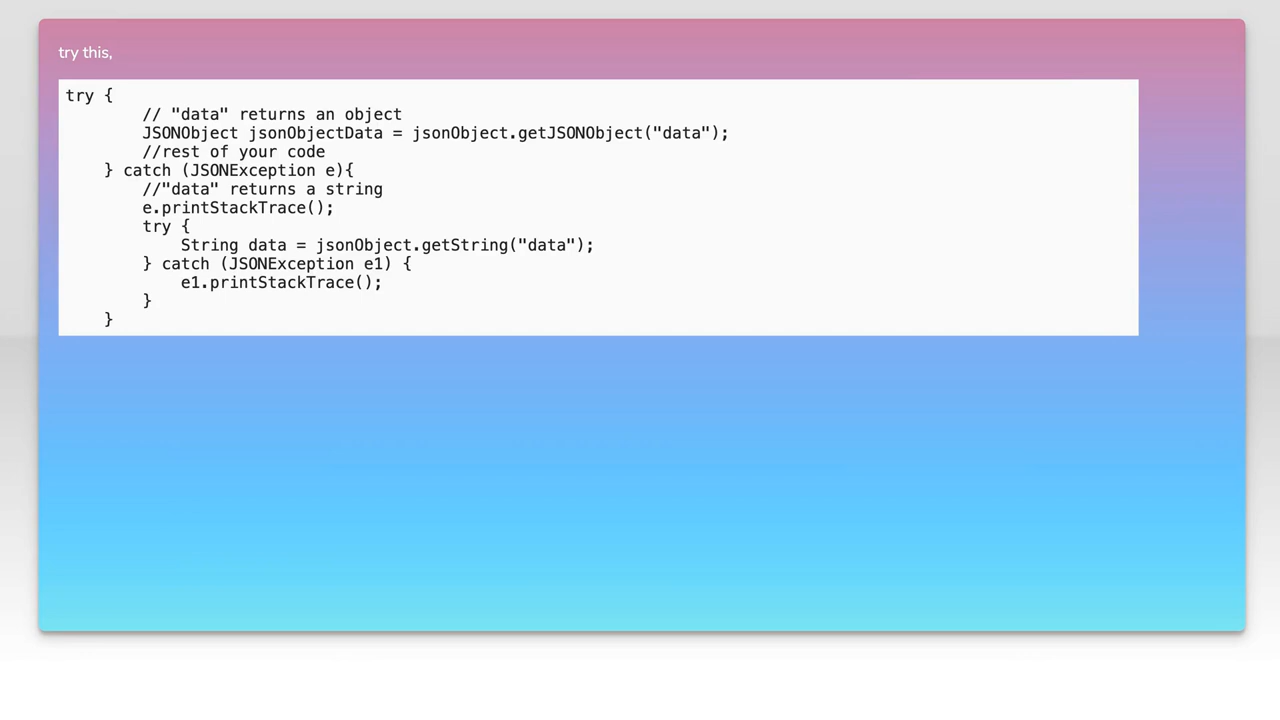 try this,
try {
        // "data" returns an object
        JSONObject jsonObjectData = jsonObject.getJSONObject("data");
        //rest of your code
    } catch (JSONException e){
        //"data" returns a string
        e.printStackTrace();
        try {
            String data = jsonObject.getString("data");
        } catch (JSONException e1) {
            e1.printStackTrace();
        }
    }